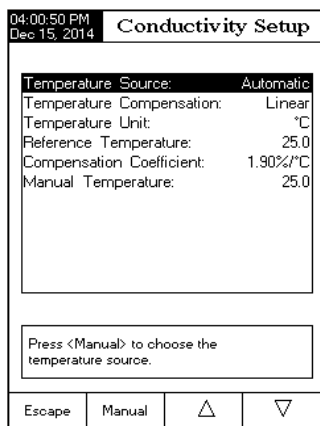 04:00:50 PM
Dec 15, 2014
Conductivity Setup
Temperature Source: Automatic
Temperature Compensation: Linear
Temperature Unit: °C
Reference Temperature: 25.0
Compensation Coefficient: 1.90%/°C
Manual Temperature: 25.0
Press <Manual> to choose the
temperature source.
Escape Manual